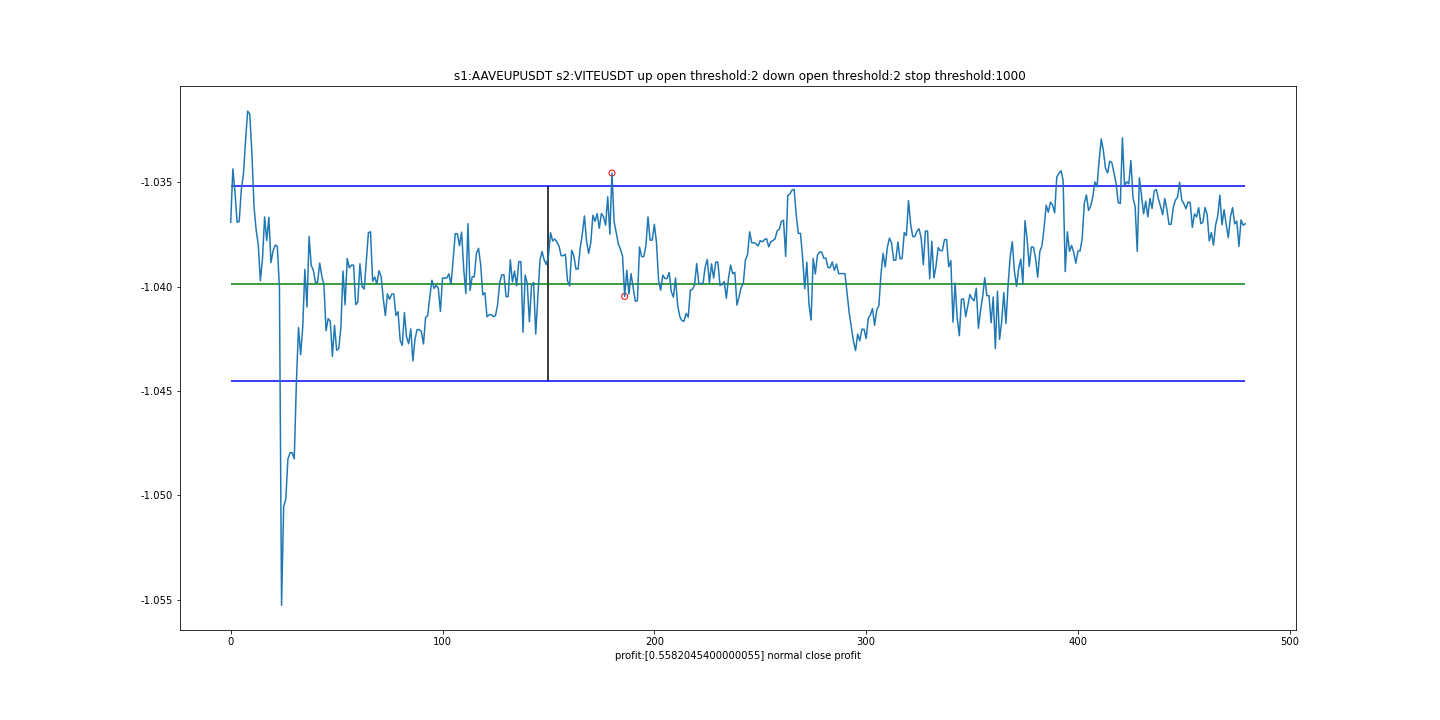 s1:AAVEUPUSDT s2:VITEUSDT up open threshold:2 down open threshold:2 stop threshold:1000
-1.035
-1.040
-1.045
-1.050
-1.055
0 100 200 300 400 500
profit:[0.5582045400000055] normal close profit